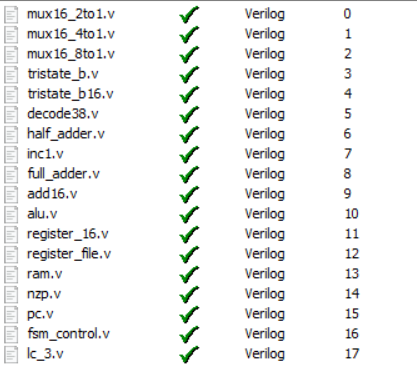 mux16_2to1.v Verilog 0
mux16_4to1.v Verilog 1
mux16_8to1.v Verilog 2
tristate_b.v Verilog 3
tristate_b16.v Verilog 4
decode38.v Verilog 5
half_adder.v Verilog 6
inc1.v Verilog 7
full_adder.v Verilog 8
add16.v Verilog 9
alu.v Verilog 10
register_16.v Verilog 11
register_file.v Verilog 12
ram.v Verilog 13
nzp.v Verilog 14
pc.v Verilog 15
fsm_control.v Verilog 16
lc_3.v Verilog 17